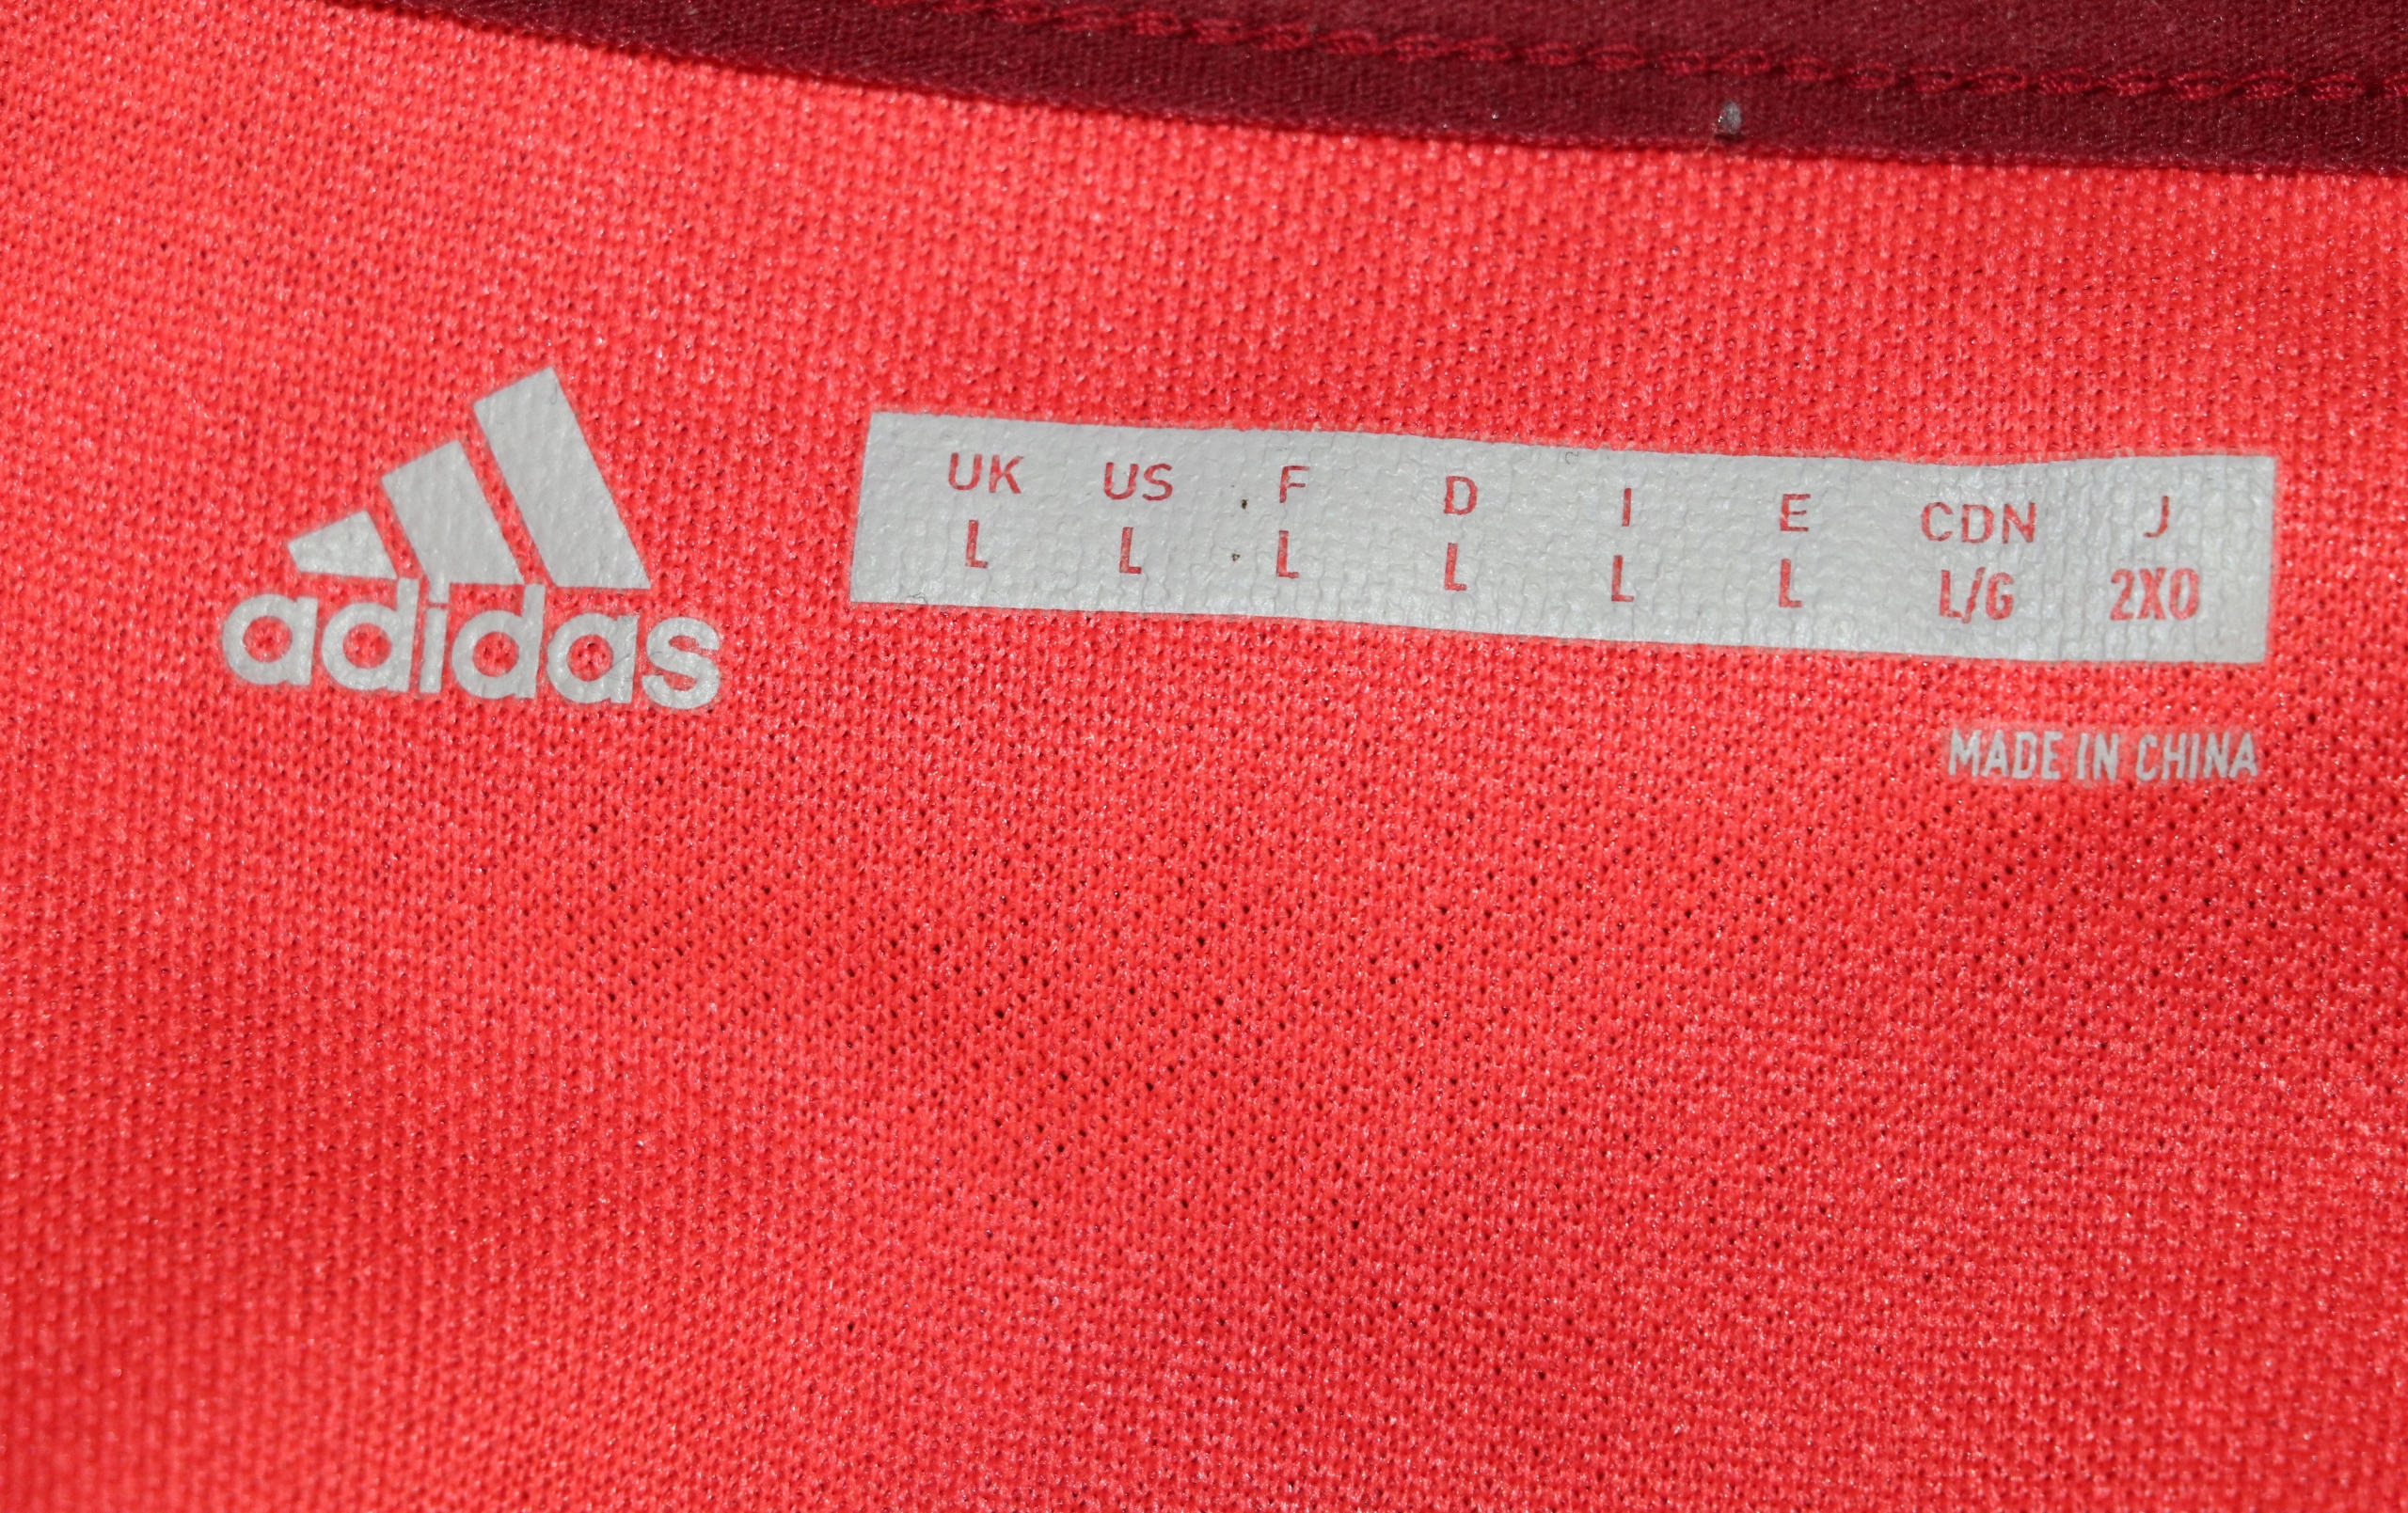 adidas
UK US F D I E CDN J
L L L L L L L/G 2XO
MADE IN CHINA